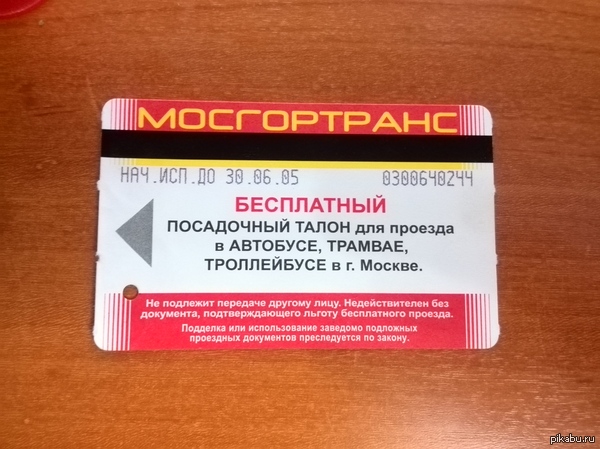 МОСГОРТРАНС
НАЧ.ИСП.ДО 30.06.05 0300640244
БЕСПЛАТНЫЙ
ПОСАДОЧНЫЙ ТАЛОН для проезда
в АВТОБУСЕ, ТРАМВАЕ,
ТРОЛЛЕЙБУСЕ в г. Москве.
Не подлежит передаче другому лицу. Недействителен без
документа, подтверждающего льготу бесплатного проезда.
Подделка или использование заведомо подложных
проездных документов преследуется по закону.
pikabu.ru